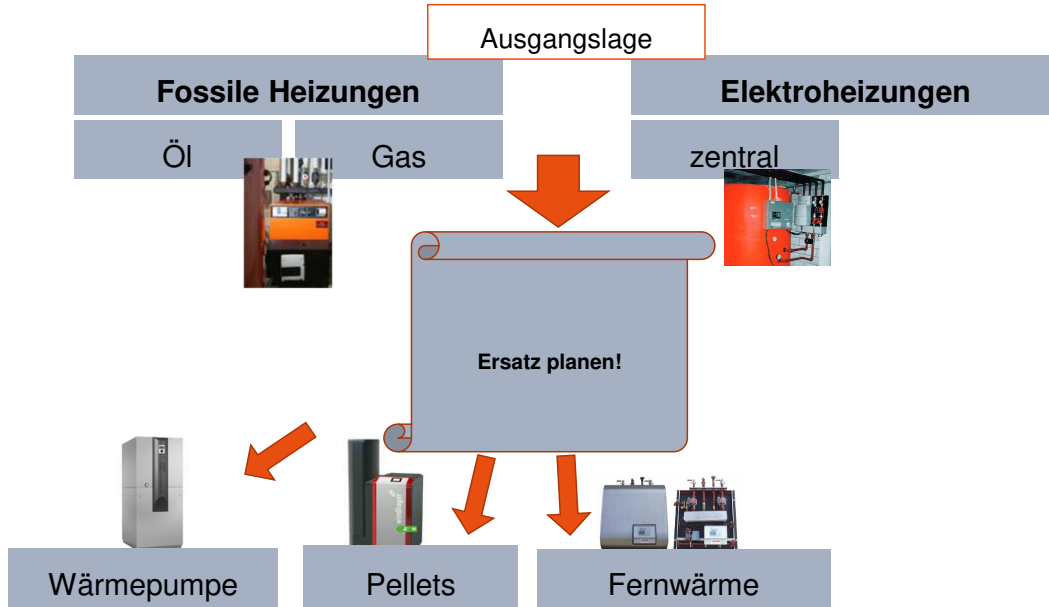 Ausgangslage
Fossile Heizungen
Elektroheizungen
Öl
Gas
zentral
Ersatz planen!
Wärmepumpe
Pellets
Fernwärme